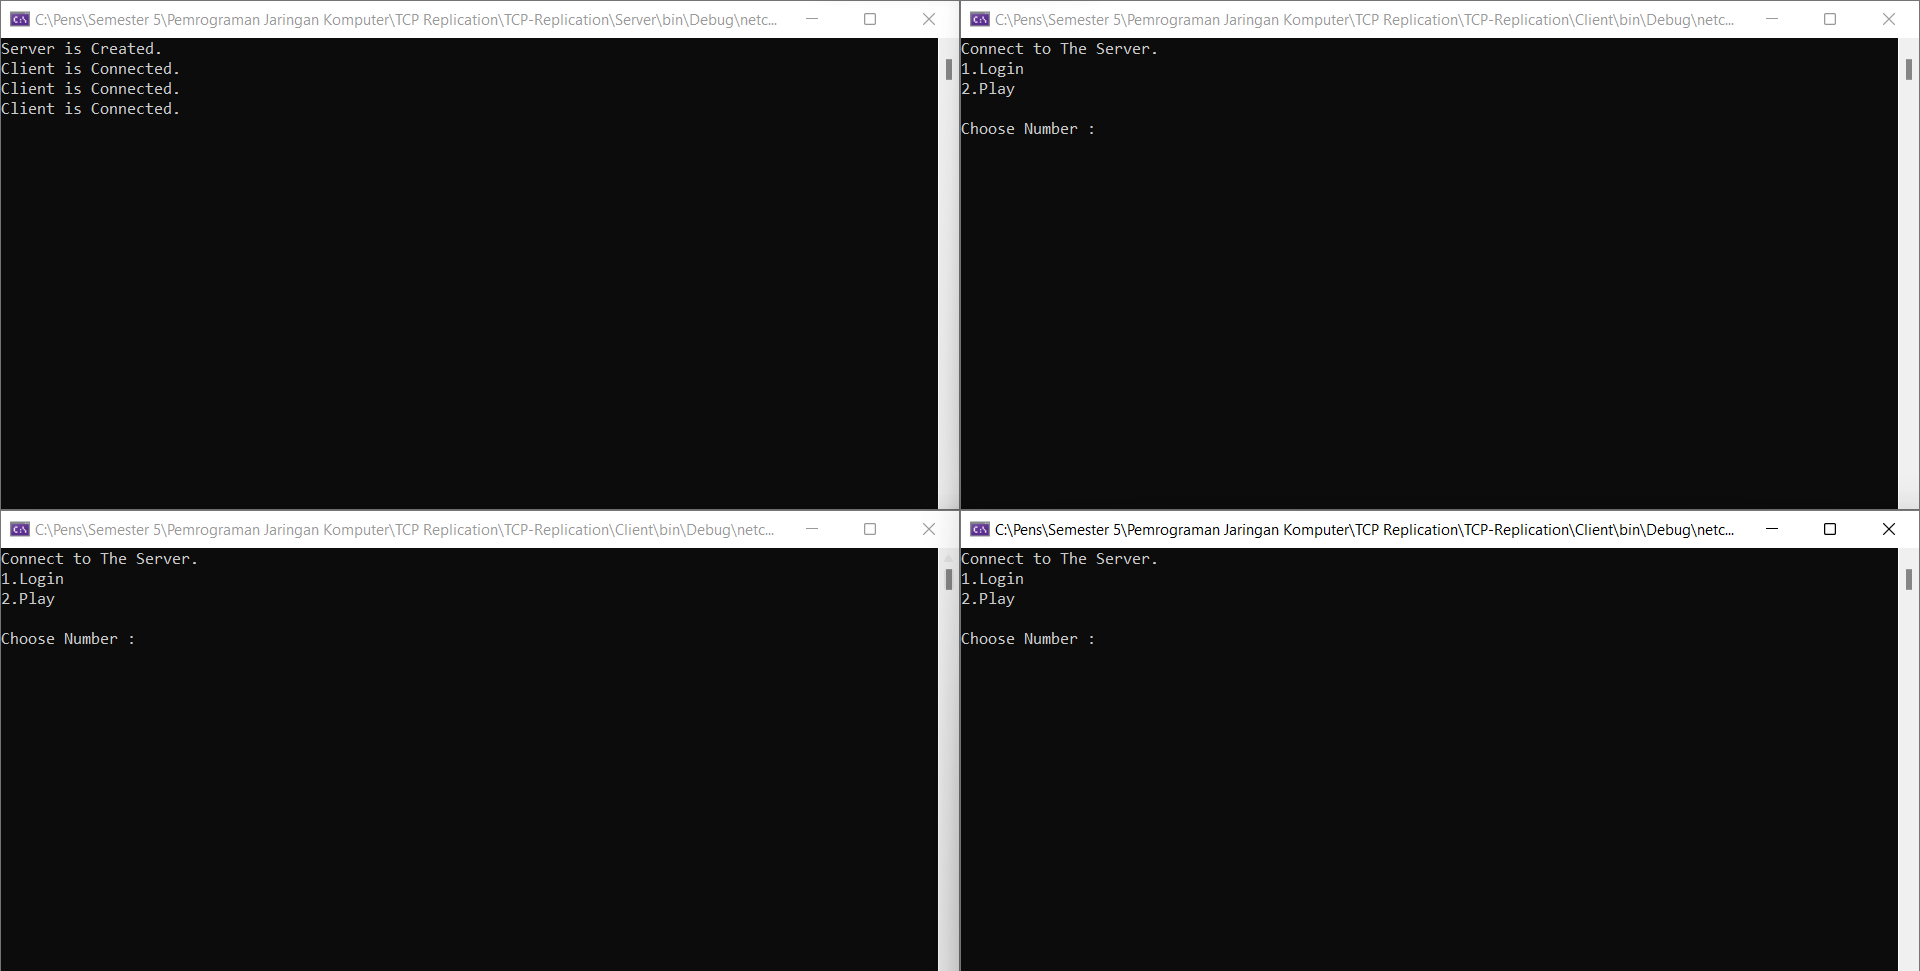 C:\Pens\Semester 5\Pemrograman Jaringan Komputer\TCP Replication\TCP-Replication\Server\bin\Debug\netc...
Server is Created.
Client is Connected.
Client is Connected.
Client is Connected.
C:\Pens\Semester 5\Pemrograman Jaringan Komputer\TCP Replication\TCP-Replication\Client\bin\Debug\netc...
Connect to The Server.
1.Login
2.Play
Choose Number :
C:\Pens\Semester 5\Pemrograman Jaringan Komputer\TCP Replication\TCP-Replication\Client\bin\Debug\netc...
Connect to The Server.
1.Login
2.Play
Choose Number :
C:\Pens\Semester 5\Pemrograman Jaringan Komputer\TCP Replication\TCP-Replication\Client\bin\Debug\netc...
Connect to The Server.
1.Login
2.Play
Choose Number :